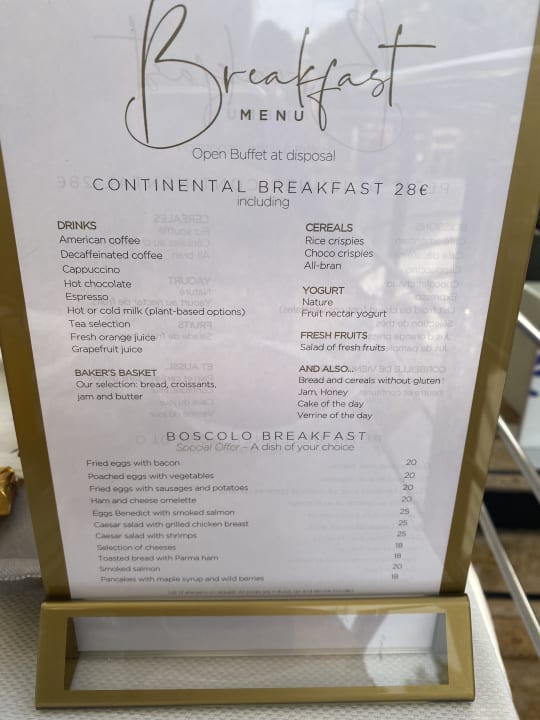 Breakfast
MENU
Open Buffet at disposal
CONTINENTAL BREAKFAST 28€
including
DRINKS
American coffee
Decaffeinated coffee
Cappuccino
Hot chocolate
Espresso
Hot or cold milk (plant-based options)
Tea selection
Fresh orange juice
Grapefruit juice
BAKER'S BASKET
Our selection: bread, croissants,
jam and butter
CEREALS
Rice crispies
Choco crispies
All-bran
YOGURT
Nature
Fruit nectar yogurt
FRESH FRUITS
Salad of fresh fruits
AND ALSO...
Bread and cereals without gluten
Jam, Honey
Cake of the day
Verrine of the day
BOSCOLO BREAKFAST
Special Offer - A dish of your choice
Fried eggs with bacon 20
Poached eggs with vegetables 20
Fried eggs with sausages and potatoes 20
Ham and cheese omelette 20
Eggs Benedict with smoked salmon 25
Caesar salad with grilled chicken breast 25
Caesar salad with shrimps 25
Selection of cheeses 18
Toasted bread with Parma ham 18
Smoked salmon 20
Pancakes with maple syrup and wild berries 18